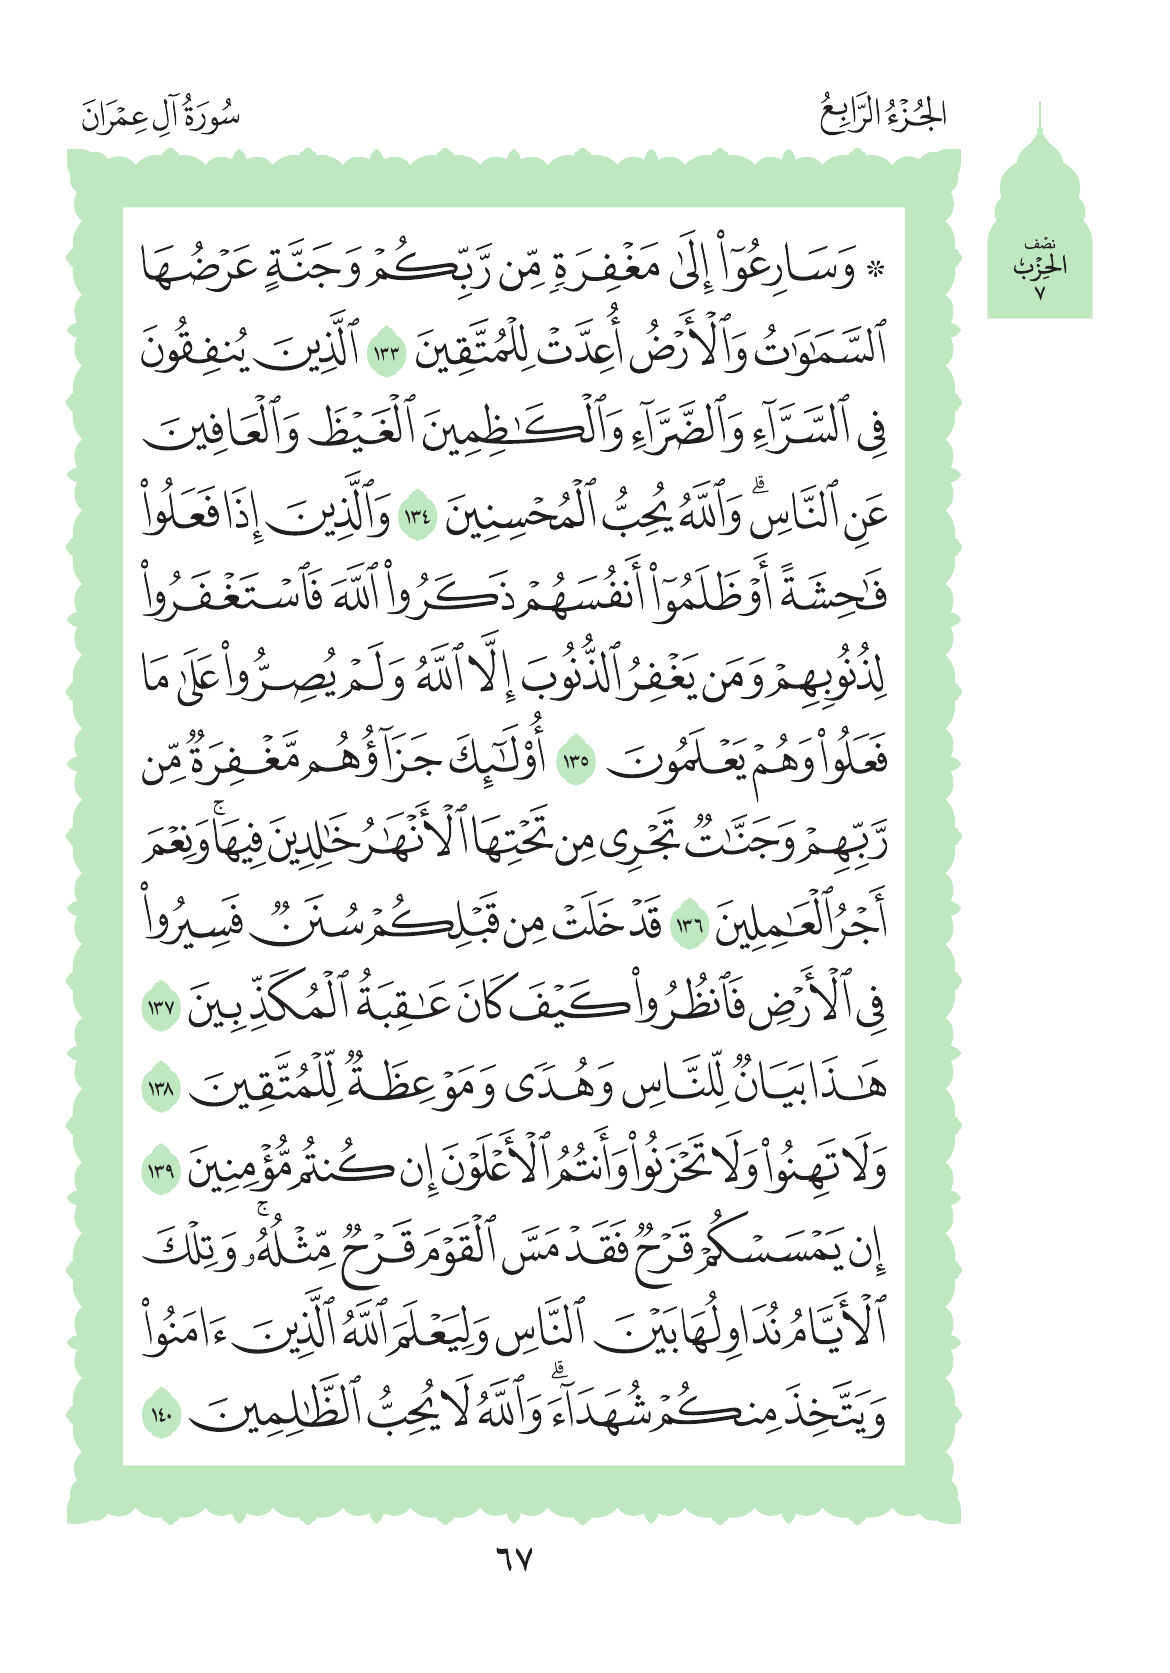 الجُزْءُ الرَّابِعُ
سُورَةُ آلِ عِمْرَانَ
نصْف
الحِزْبُ
٧
۞ وَسَارِعُوٓا۟ إِلَىٰ مَغْفِرَةٍ مِّن رَّبِّكُمْ وَجَنَّةٍ عَرْضُهَا
ٱلسَّمَـٰوَٰتُ وَٱلْأَرْضُ أُعِدَّتْ لِلْمُتَّقِينَ ١٣٣ ٱلَّذِينَ يُنفِقُونَ
فِى ٱلسَّرَّآءِ وَٱلضَّرَّآءِ وَٱلْكَـٰظِمِينَ ٱلْغَيْظَ وَٱلْعَافِينَ
عَنِ ٱلنَّاسِ ۗ وَٱللَّهُ يُحِبُّ ٱلْمُحْسِنِينَ ١٣٤ وَٱلَّذِينَ إِذَا فَعَلُوا۟
فَـٰحِشَةً أَوْ ظَلَمُوٓا۟ أَنفُسَهُمْ ذَكَرُوا۟ ٱللَّهَ فَٱسْتَغْفَرُوا۟
لِذُنُوبِهِمْ وَمَن يَغْفِرُ ٱلذُّنُوبَ إِلَّا ٱللَّهُ وَلَمْ يُصِرُّوا۟ عَلَىٰ مَا
فَعَلُوا۟ وَهُمْ يَعْلَمُونَ ١٣٥ أُو۟لَـٰٓئِكَ جَزَآؤُهُم مَّغْفِرَةٌ مِّن
رَّبِّهِمْ وَجَنَّـٰتٌ تَجْرِى مِن تَحْتِهَا ٱلْأَنْهَـٰرُ خَـٰلِدِينَ فِيهَا ۚ وَنِعْمَ
أَجْرُ ٱلْعَـٰمِلِينَ ١٣٦ قَدْ خَلَتْ مِن قَبْلِكُمْ سُنَنٌ فَسِيرُوا۟
فِى ٱلْأَرْضِ فَٱنظُرُوا۟ كَيْفَ كَانَ عَـٰقِبَةُ ٱلْمُكَذِّبِينَ ١٣٧
هَـٰذَا بَيَانٌ لِّلنَّاسِ وَهُدًى وَمَوْعِظَةٌ لِّلْمُتَّقِينَ ١٣٨
وَلَا تَهِنُوا۟ وَلَا تَحْزَنُوا۟ وَأَنتُمُ ٱلْأَعْلَوْنَ إِن كُنتُم مُّؤْمِنِينَ ١٣٩
إِن يَمْسَسْكُمْ قَرْحٌ فَقَدْ مَسَّ ٱلْقَوْمَ قَرْحٌ مِّثْلُهُۥ ۚ وَتِلْكَ
ٱلْأَيَّامُ نُدَاوِلُهَا بَيْنَ ٱلنَّاسِ وَلِيَعْلَمَ ٱللَّهُ ٱلَّذِينَ ءَامَنُوا۟
وَيَتَّخِذَ مِنكُمْ شُهَدَآءَ ۗ وَٱللَّهُ لَا يُحِبُّ ٱلظَّـٰلِمِينَ ١٤٠
٦٧